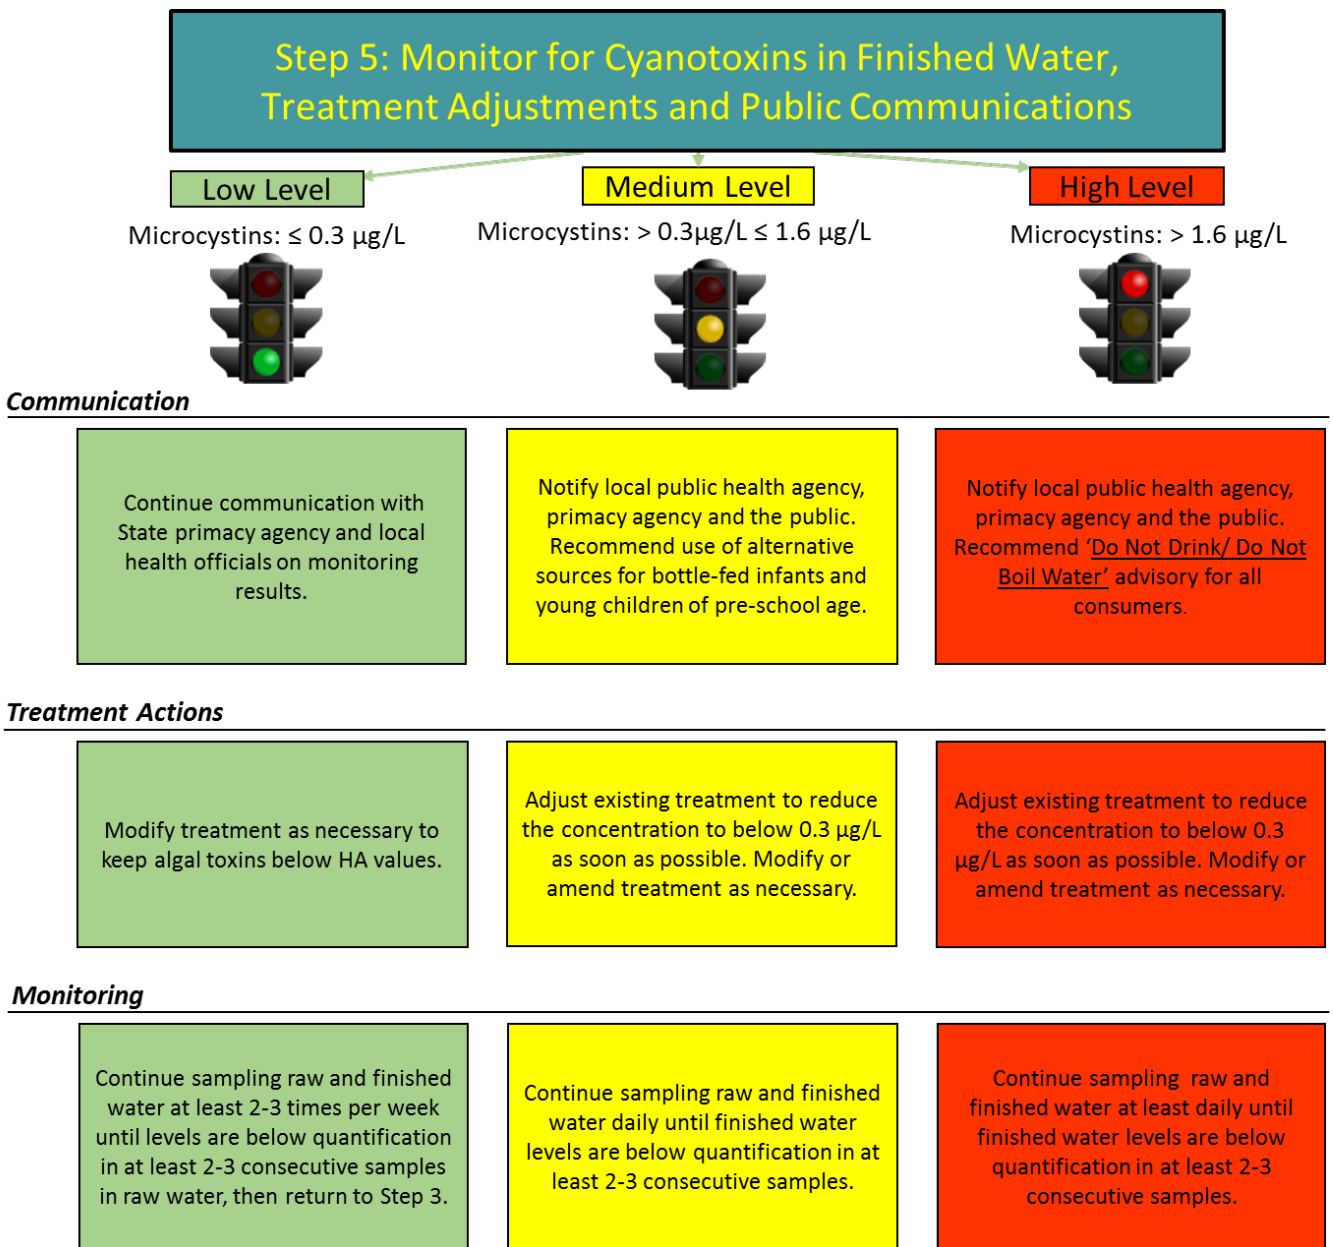 Step 5: Monitor for Cyanotoxins in Finished Water,
Treatment Adjustments and Public Communications
Low Level
Medium Level
High Level
Microcystins: ≤ 0.3 µg/L
Microcystins: > 0.3µg/L ≤ 1.6 µg/L
Microcystins: > 1.6 µg/L
Communication
Continue communication with
State primacy agency and local
health officials on monitoring
results.
Notify local public health agency,
primacy agency and the public.
Recommend use of alternative
sources for bottle-fed infants and
young children of pre-school age.
Notify local public health agency,
primacy agency and the public.
Recommend ‘Do Not Drink/ Do Not
Boil Water’ advisory for all
consumers.
Treatment Actions
Modify treatment as necessary to
keep algal toxins below HA values.
Adjust existing treatment to reduce
the concentration to below 0.3 µg/L
as soon as possible. Modify or
amend treatment as necessary.
Adjust existing treatment to reduce
the concentration to below 0.3
µg/L as soon as possible. Modify or
amend treatment as necessary.
Monitoring
Continue sampling raw and finished
water at least 2-3 times per week
until levels are below quantification
in at least 2-3 consecutive samples
in raw water, then return to Step 3.
Continue sampling raw and finished
water daily until finished water
levels are below quantification in at
least 2-3 consecutive samples.
Continue sampling raw and
finished water at least daily until
finished water levels are below
quantification in at least 2-3
consecutive samples.